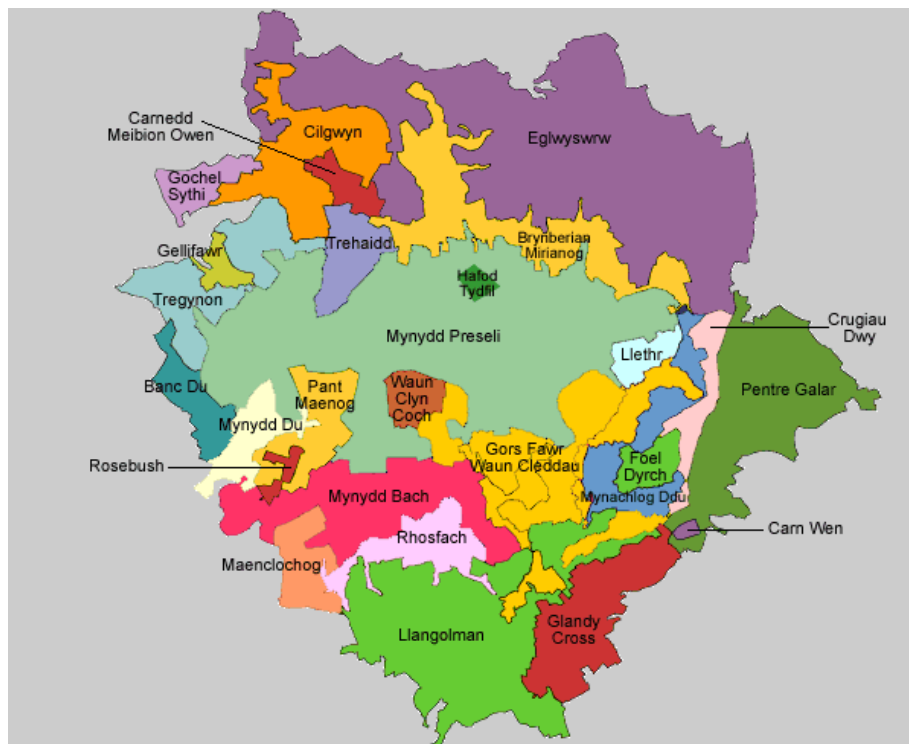 Carnedd
Meibion Owen
Cilgwyn
Eglwyswrw
Gochel
Sythi
Trehaidd
Brynberian
Mirianog
Gellifawr
Hafod
Tydfil
Tregynon
Mynydd Preseli
Crugiau
Dwy
Llethr
Banc Du
Pant
Maenog
Waun
Clyn
Coch
Pentre Galar
Mynydd Du
Gors Fawr
Waun Cleddau
Foel
Dyrch
Rosebush
Mynydd Bach
Mynachlog Ddu
Rhosfach
Carn Wen
Maenclochog
Glandy
Cross
Llangolman